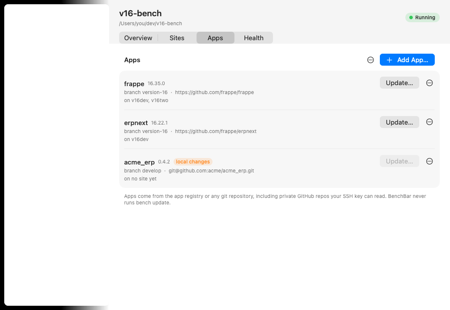 v16-bench
/Users/you/dev/v16-bench
Running
Overview Sites Apps Health
Apps
+ Add App...
frappe 16.35.0
Update...
branch version-16 · https://github.com/frappe/frappe
on v16dev, v16two
erpnext 16.22.1
Update...
branch version-16 · https://github.com/frappe/erpnext
on v16dev
acme_erp 0.4.2 local changes
Update...
branch develop · git@github.com:acme/acme_erp.git
on no site yet
Apps come from the app registry or any git repository, including private GitHub repos your SSH key can read. BenchBar never
runs bench update.